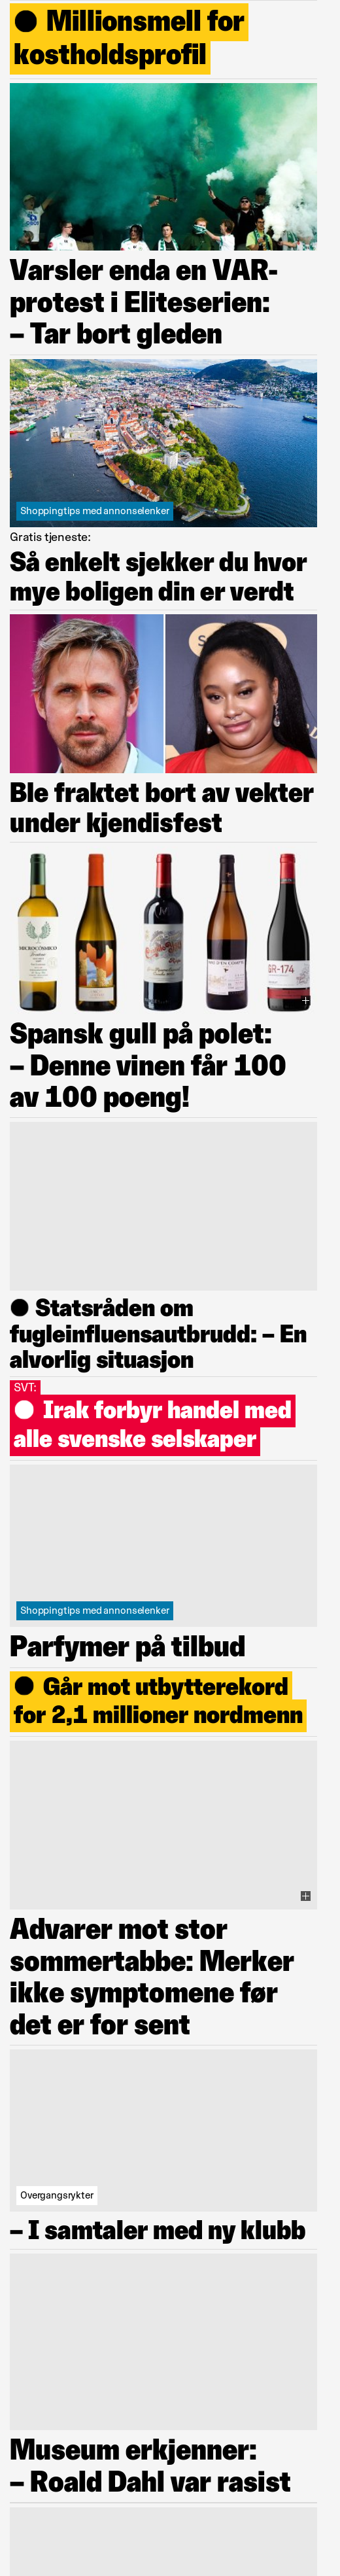 Millionsmell for
kostholdsprofil
Varsler enda en VAR-
protest i Eliteserien:
– Tar bort gleden
Shoppingtips med annonselenker
Gratis tjeneste:
Så enkelt sjekker du hvor
mye boligen din er verdt
Ble fraktet bort av vekter
under kjendisfest
GR-174
Spansk gull på polet:
– Denne vinen får 100
av 100 poeng!
Statsråden om
fugleinfluensautbrudd: – En
alvorlig situasjon
SVT:
Irak forbyr handel med
alle svenske selskaper
Shoppingtips med annonselenker
Parfymer på tilbud
Går mot utbytterekord
for 2,1 millioner nordmenn
Advarer mot stor
sommertabbe: Merker
ikke symptomene før
det er for sent
Overgangsrykter
– I samtaler med ny klubb
Museum erkjenner:
– Roald Dahl var rasist